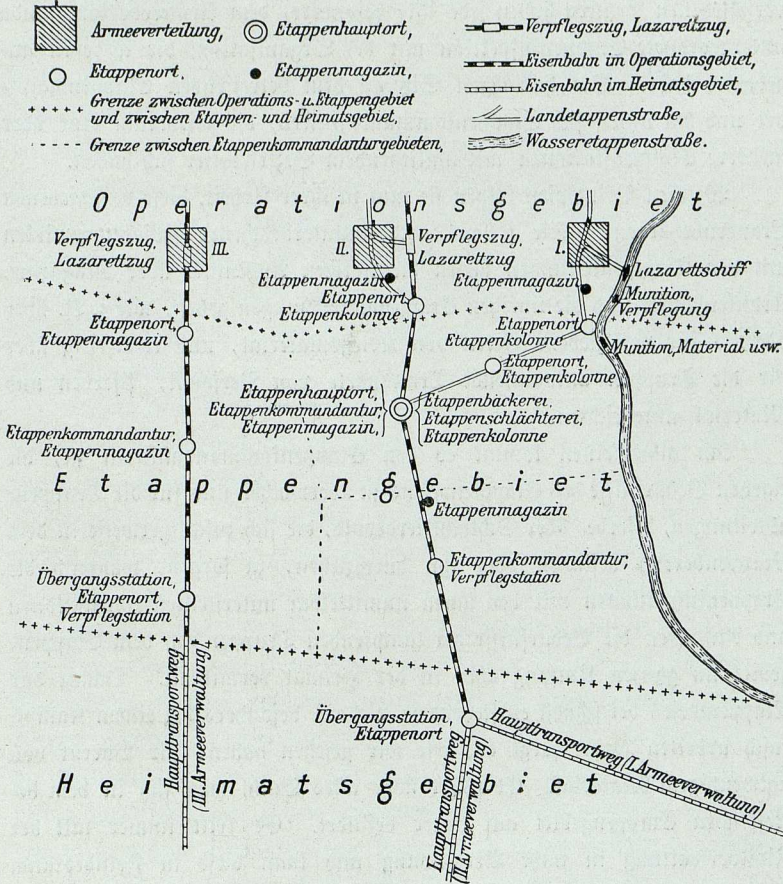 Armeeverteilung,
Etappenhauptort,
Verpflegszug, Lazarettzug,
Etappenort,
Etappenmagazin,
Eisenbahn im Operationsgebiet,
Eisenbahn im Heimatsgebiet,
Grenze zwischen Operations- u. Etappengebiet
und zwischen Etappen- und Heimatsgebiet,
Landetappenstraße,
Grenze zwischen Etappenkommandanturgebieten,
Wasseretappenstraße.
Operationsgebiet
Verpflegszug,
Lazarettzug
III.
II.
Verpflegszug,
Lazarettzug
I.
Lazarettschiff
Etappenmagazin
Etappenmagazin
Munition,
Verpflegung
Etappenort,
Etappenkolonne
Etappenort,
Etappenmagazin
Etappenort
Etappenkolonne
Munition, Material usw.
Etappenort,
Etappenkolonne
Etappenhauptort,
Etappenkommandantur,
Etappenmagazin,
Etappenbäckerei,
Etappenschlächterei,
Etappenkolonne
Etappenkommandantur,
Etappenmagazin
Etappengebiet
Etappenmagazin
Etappenkommandantur,
Verpflegstation
Übergangsstation,
Etappenort,
Verpflegstation
Haupttransportweg
III. Armeeverwaltung)
Übergangsstation,
Etappenort
Haupttransportweg (I. Armeeverwaltung)
Heimatsgebiet
Haupttransportweg
(II. Armeeverwaltung)